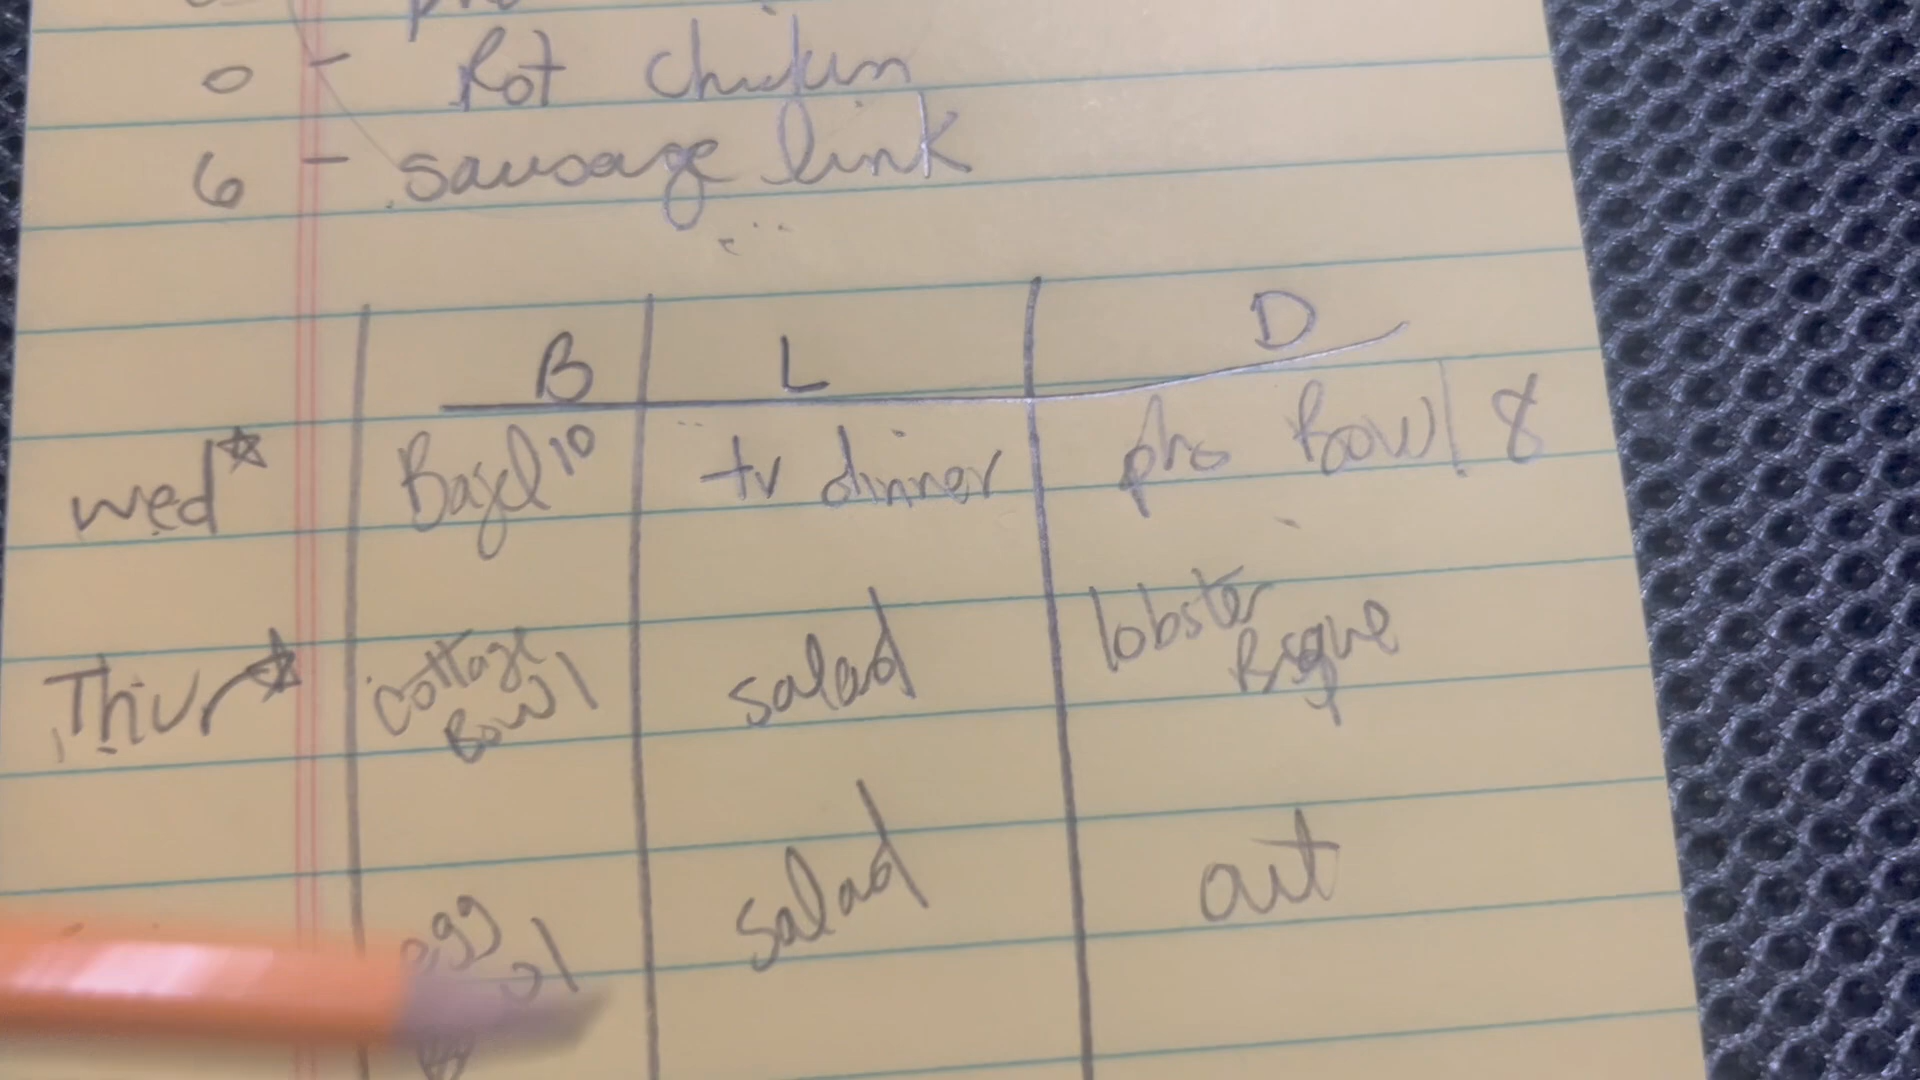 0 - Rot chicken
6 - sausage link
B L D
wed☆ Bagel 10 tv dinner pho Bowl 8
Thur☆ cottage Bowl salad lobster Bisque
egg salad out